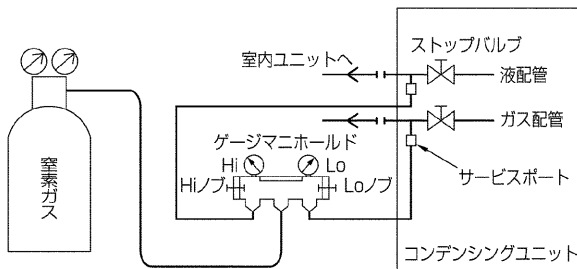 ストップバルブ
室内ユニットへ
液配管
ガス配管
ゲージマニホールド
Hi
Lo
Hiノブ
Loノブ
サービスポート
窒素ガス
コンデンシングユニット